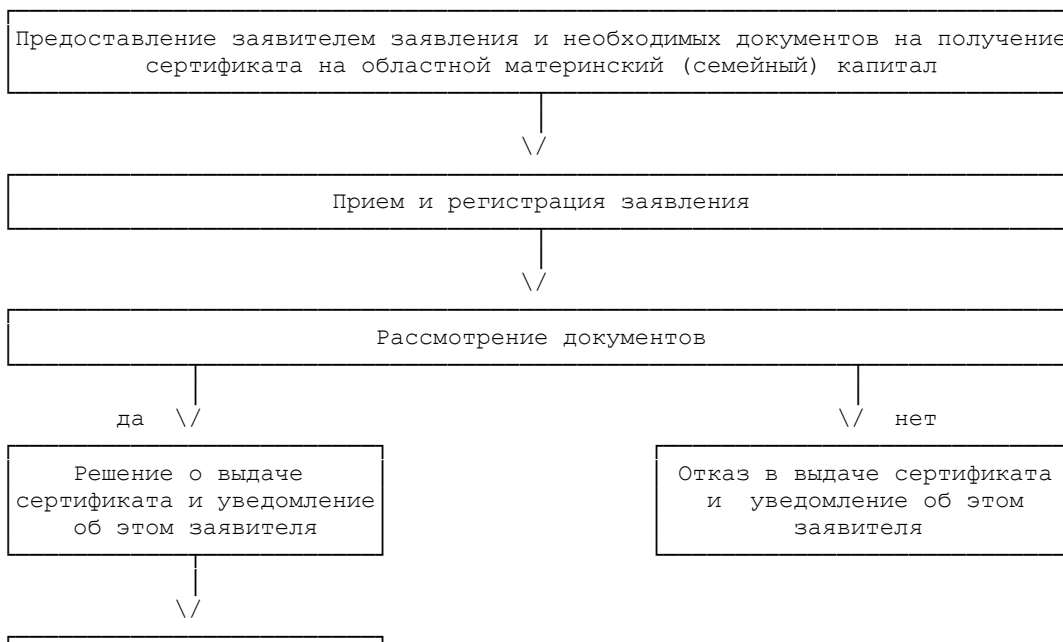 Предоставление заявителем заявления и необходимых документов на получение
сертификата на областной материнский (семейный) капитал
Прием и регистрация заявления
Рассмотрение документов
да
нет
Решение о выдаче
сертификата и уведомление
об этом заявителя
Отказ в выдаче сертификата
и уведомление об этом
заявителя